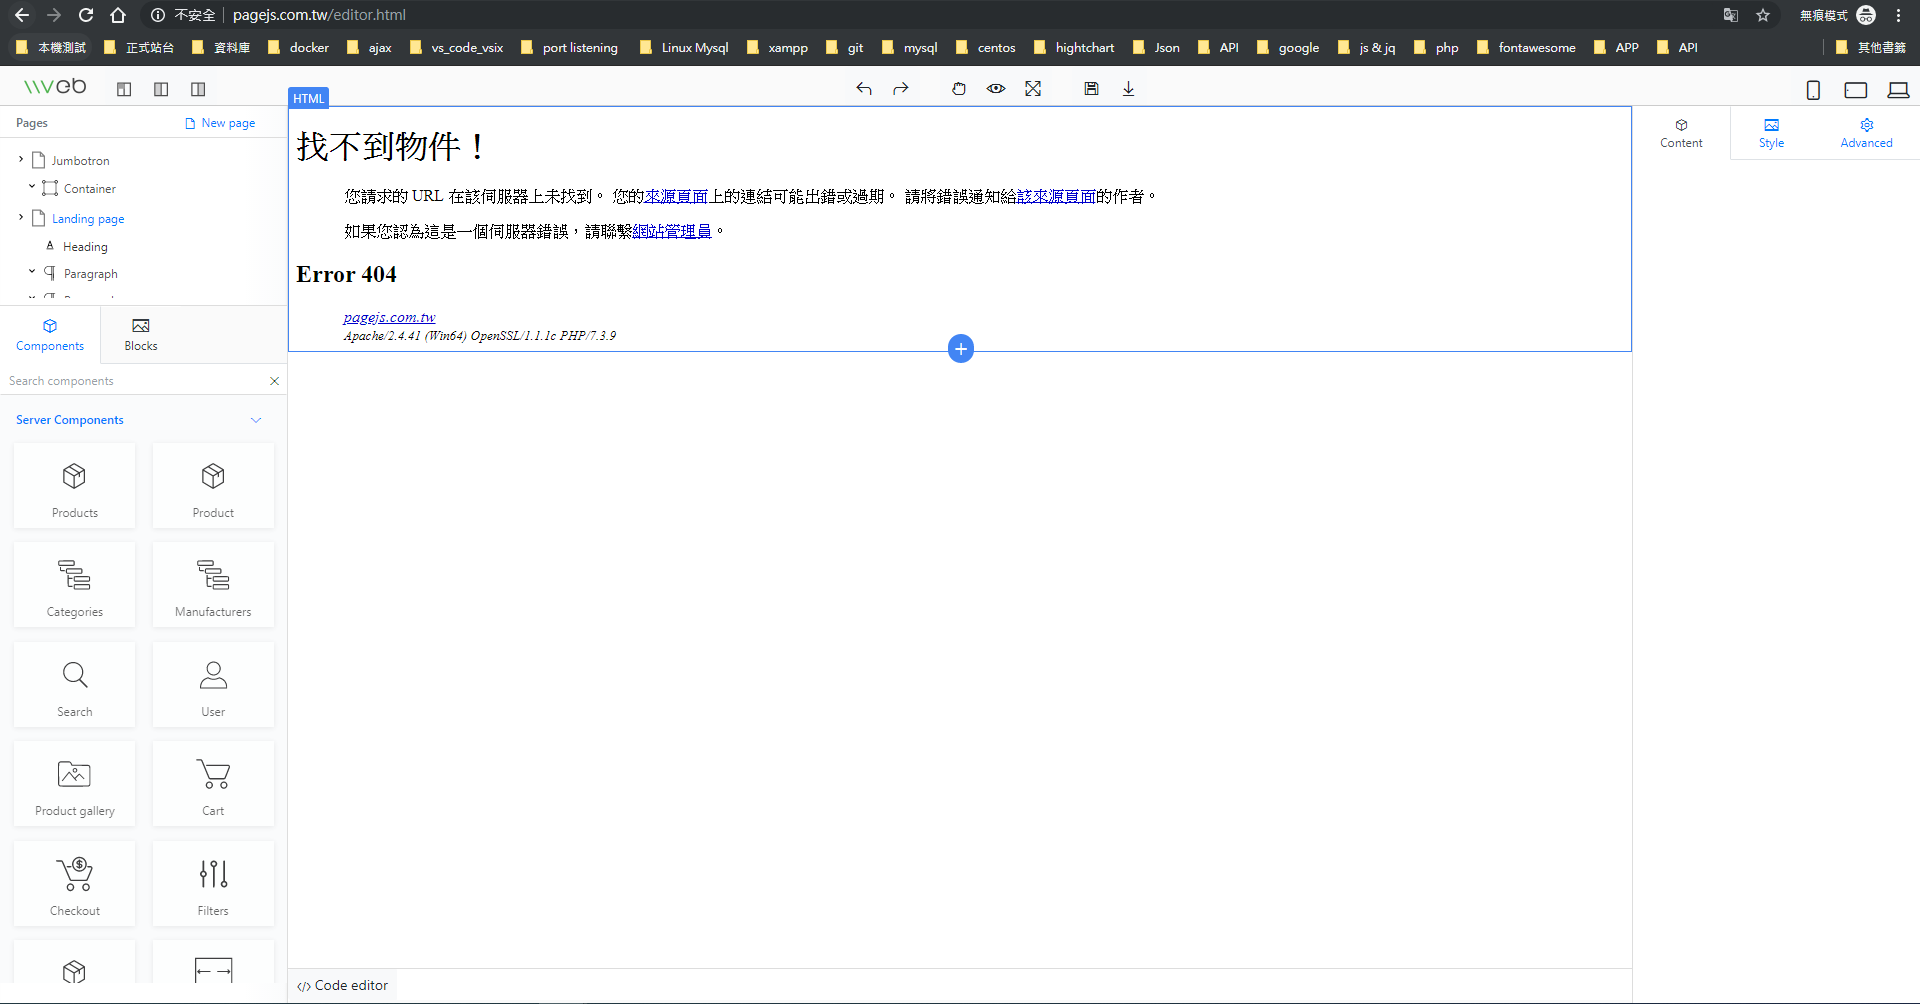 不安全 pagejs.com.tw/editor.html 無痕模式
本機測試 正式站台 資料庫 docker ajax vs_code_vsix port listening Linux Mysql xampp git mysql centos hightchart Json API google js & jq php fontawesome APP API 其他書籤
vveb
HTML
Pages New page
Jumbotron
Container
Landing page
Heading
Paragraph
Components Blocks
Search components
Server Components
Products Product
Categories Manufacturers
Search User
Product gallery Cart
Checkout Filters
找不到物件！
您請求的 URL 在該伺服器上未找到。 您的來源頁面上的連結可能出錯或過期。 請將錯誤通知給該來源頁面的作者。
如果您認為這是一個伺服器錯誤，請聯繫網站管理員。
Error 404
pagejs.com.tw
Apache/2.4.41 (Win64) OpenSSL/1.1.1c PHP/7.3.9
</> Code editor
Content Style Advanced